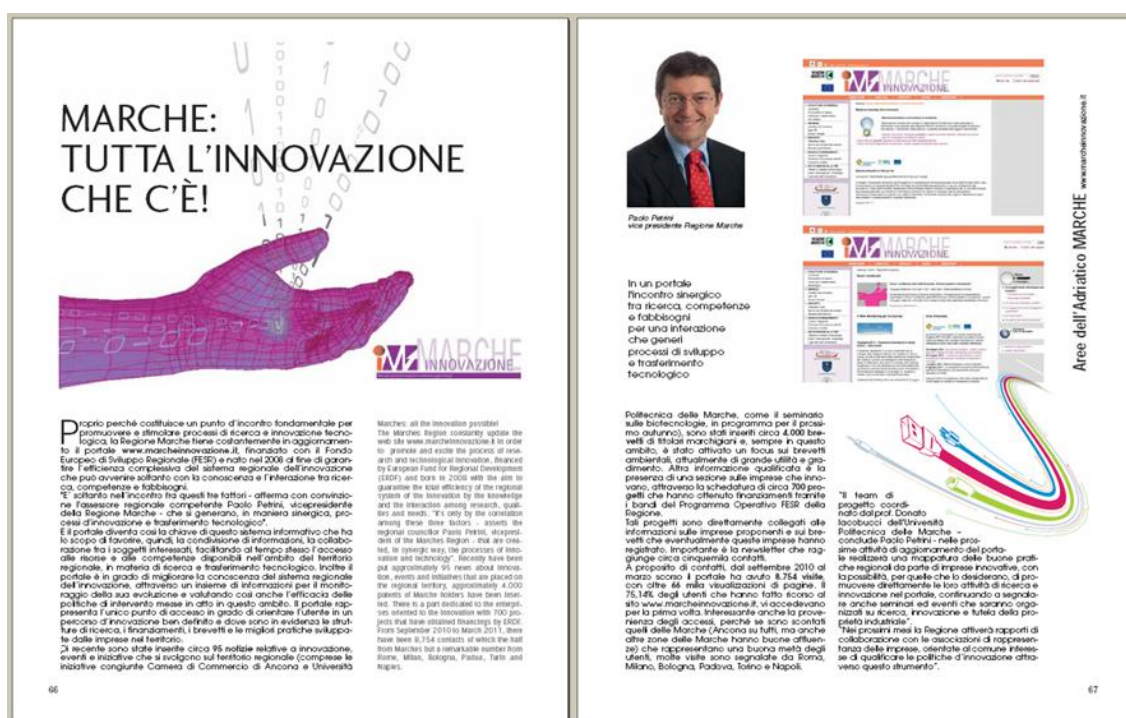 MARCHE:
TUTTA L'INNOVAZIONE
CHE C'È!
iM MARCHE
INNOVAZIONE
Proprio perché costituisce un punto d'incontro fondamentale per
promuovere e stimolare processi di ricerca e innovazione tecno-
logica, la Regione Marche tiene costantemente in aggiornamen-
to il portale www.marcheinnovazione.it, finanziato con il Fondo
Europeo di Sviluppo Regionale (FESR) e nato nel 2008 al fine di garan-
tire l'efficienza complessiva del sistema regionale dell'innovazione
che può avvenire soltanto con la conoscenza e l'interazione tra ricer-
ca, competenze e fabbisogni.
"E' soltanto nell'incontro fra questi tre fattori - afferma con convinzio-
ne l'assessore regionale competente Paolo Petrini, vicepresidente
della Regione Marche - che si generano, in maniera sinergica, pro-
cessi d'innovazione e trasferimento tecnologico".
E il portale diventa così la chiave di questo sistema informativo che ha
lo scopo di favorire, quindi, la condivisione di informazioni, la collabo-
razione fra i soggetti interessati, facilitando al tempo stesso l'accesso
alle risorse e alle competenze disponibili nell'ambito del territorio
regionale, in materia di ricerca e trasferimento tecnologico. Inoltre il
portale è in grado di migliorare la conoscenza del sistema regionale
dell'innovazione, attraverso un insieme di informazioni per il monito-
raggio della sua evoluzione e valutando così anche l'efficacia delle
politiche di intervento messe in atto in questo ambito. Il portale rap-
presenta l'unico punto di accesso in grado di orientare l'utente in un
percorso d'innovazione ben definito e dove sono in evidenza le strut-
ture di ricerca, i finanziamenti, i brevetti e le migliori pratiche sviluppa-
te dalle imprese nel territorio.
Di recente sono state inserite circa 95 notizie relative a innovazione,
eventi e iniziative che si svolgono sul territorio regionale (comprese le
iniziative congiunte Camera di Commercio di Ancona e Università
Marches: all the innovation possible!
The Marches Region constantly update the
web site www.marcheinnovazione.it in order
to promote and excite the process of rese-
arch and technological innovation, financed
by European Fund for Regional Development
(ERDF) and born in 2008 with the aim to
guarantee the total efficiency of the regional
system of the innovation by the knowledge
and the interaction among research, quali-
ties and needs. "It's only by the correlation
among these three factors - asserts the
regional councilor Paolo Petrini, vicepresi-
dent of the Marches Region - that are crea-
ted, in synergic way, the processes of inno-
vation and technology". Recently have been
put approximately 95 news about innova-
tion, events and initiatives that are placed on
the regional territory, approximately 4.000
patents of Marche holders have been inser-
ted. There is a part dedicated to the enterpri-
ses oriented to the innovation with 700 pro-
jects that have obtained financings by ERDF.
From September 2010 to March 2011, there
have been 8.754 contacts of which the half
from Marches but a remarkable number from
Rome, Milan, Bologna, Padua, Turin and
Naples.
66
Paolo Petrini
vice presidente Regione Marche
In un portale
l'incontro sinergico
tra ricerca, competenze
e fabbisogni
per una interazione
che generi
processi di sviluppo
e trasferimento
tecnologico
MARCHE
INNOVAZIONE
MARCHE
INNOVAZIONE
Aree dell'Adriatico MARCHE www.marcheinnovazione.it
Politecnica delle Marche, come il seminario
sulle biotecnologie, in programma per il prossi-
mo autunno), sono stati inseriti circa 4.000 bre-
vetti di titolari marchigiani e, sempre in questo
ambito, è stato attivato un focus sui brevetti
ambientali, attualmente di grande utilità e gra-
dimento. Altra informazione qualificata è la
presenza di una sezione sulle imprese che inno-
vano, attraverso la schedatura di circa 700 pro-
getti che hanno ottenuto finanziamenti tramite
i bandi del Programma Operativo FESR della
Regione.
Tali progetti sono direttamente collegati alle
informazioni sulle imprese proponenti e sui bre-
vetti che eventualmente queste imprese hanno
registrato. Importante è la newsletter che rag-
giunge circa cinquemila contatti.
A proposito di contatti, dal settembre 2010 al
marzo scorso il portale ha avuto 8.754 visite,
con oltre 66 mila visualizzazioni di pagine. Il
75,14% degli utenti che hanno fatto ricorso al
sito www.marcheinnovazione.it, vi accedevano
per la prima volta. Interessante anche la prove-
nienza degli accessi, perché se sono scontati
quelli delle Marche (Ancona su tutti, ma anche
altre zone delle Marche hanno buone affluen-
ze) che rappresentano una buona metà degli
utenti, molte visite sono segnalate da Roma,
Milano, Bologna, Padova, Torino e Napoli.
"Il team di
progetto coordi-
nato dal prof. Donato
Iacobucci dell'Università
Politecnica delle Marche -
conclude Paolo Petrini - nelle pros-
sime attività di aggiornamento del porta-
le realizzerà una mappatura delle buone prati-
che regionali da parte di imprese innovative, con
la possibilità, per quelle che lo desiderano, di pro-
muovere direttamente le loro attività di ricerca e
innovazione nel portale, continuando a segnala-
re anche seminari ed eventi che saranno orga-
nizzati su ricerca, innovazione e tutela della pro-
prietà industriale".
"Nei prossimi mesi la Regione attiverà rapporti di
collaborazione con le associazioni di rappresen-
tanza delle imprese, orientate al comune interes-
se di qualificare le politiche d'innovazione attra-
verso questo strumento".
67